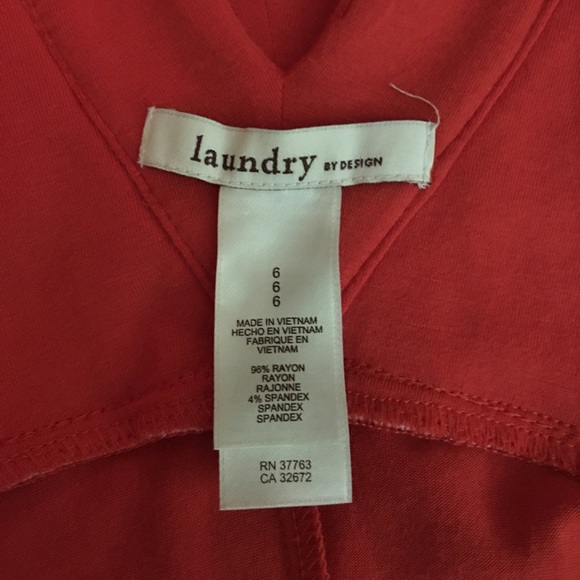 laundry BY DESIGN
6
6
6
MADE IN VIETNAM
HECHO EN VIETNAM
FABRIQUE EN
VIETNAM
96% RAYON
RAYON
RAJONNE
4% SPANDEX
SPANDEX
SPANDEX
RN 37763
CA 32672